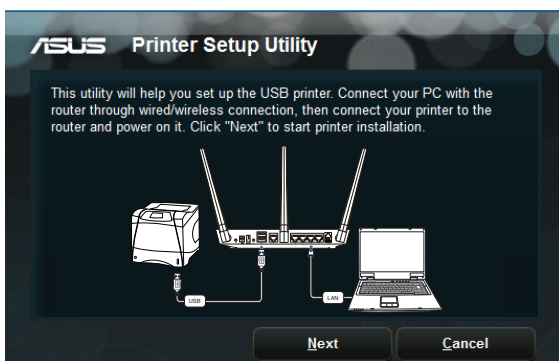 ASUS Printer Setup Utility
This utility will help you set up the USB printer. Connect your PC with the
router through wired/wireless connection, then connect your printer to the
router and power on it. Click "Next" to start printer installation.
USB
LAN
Next
Cancel